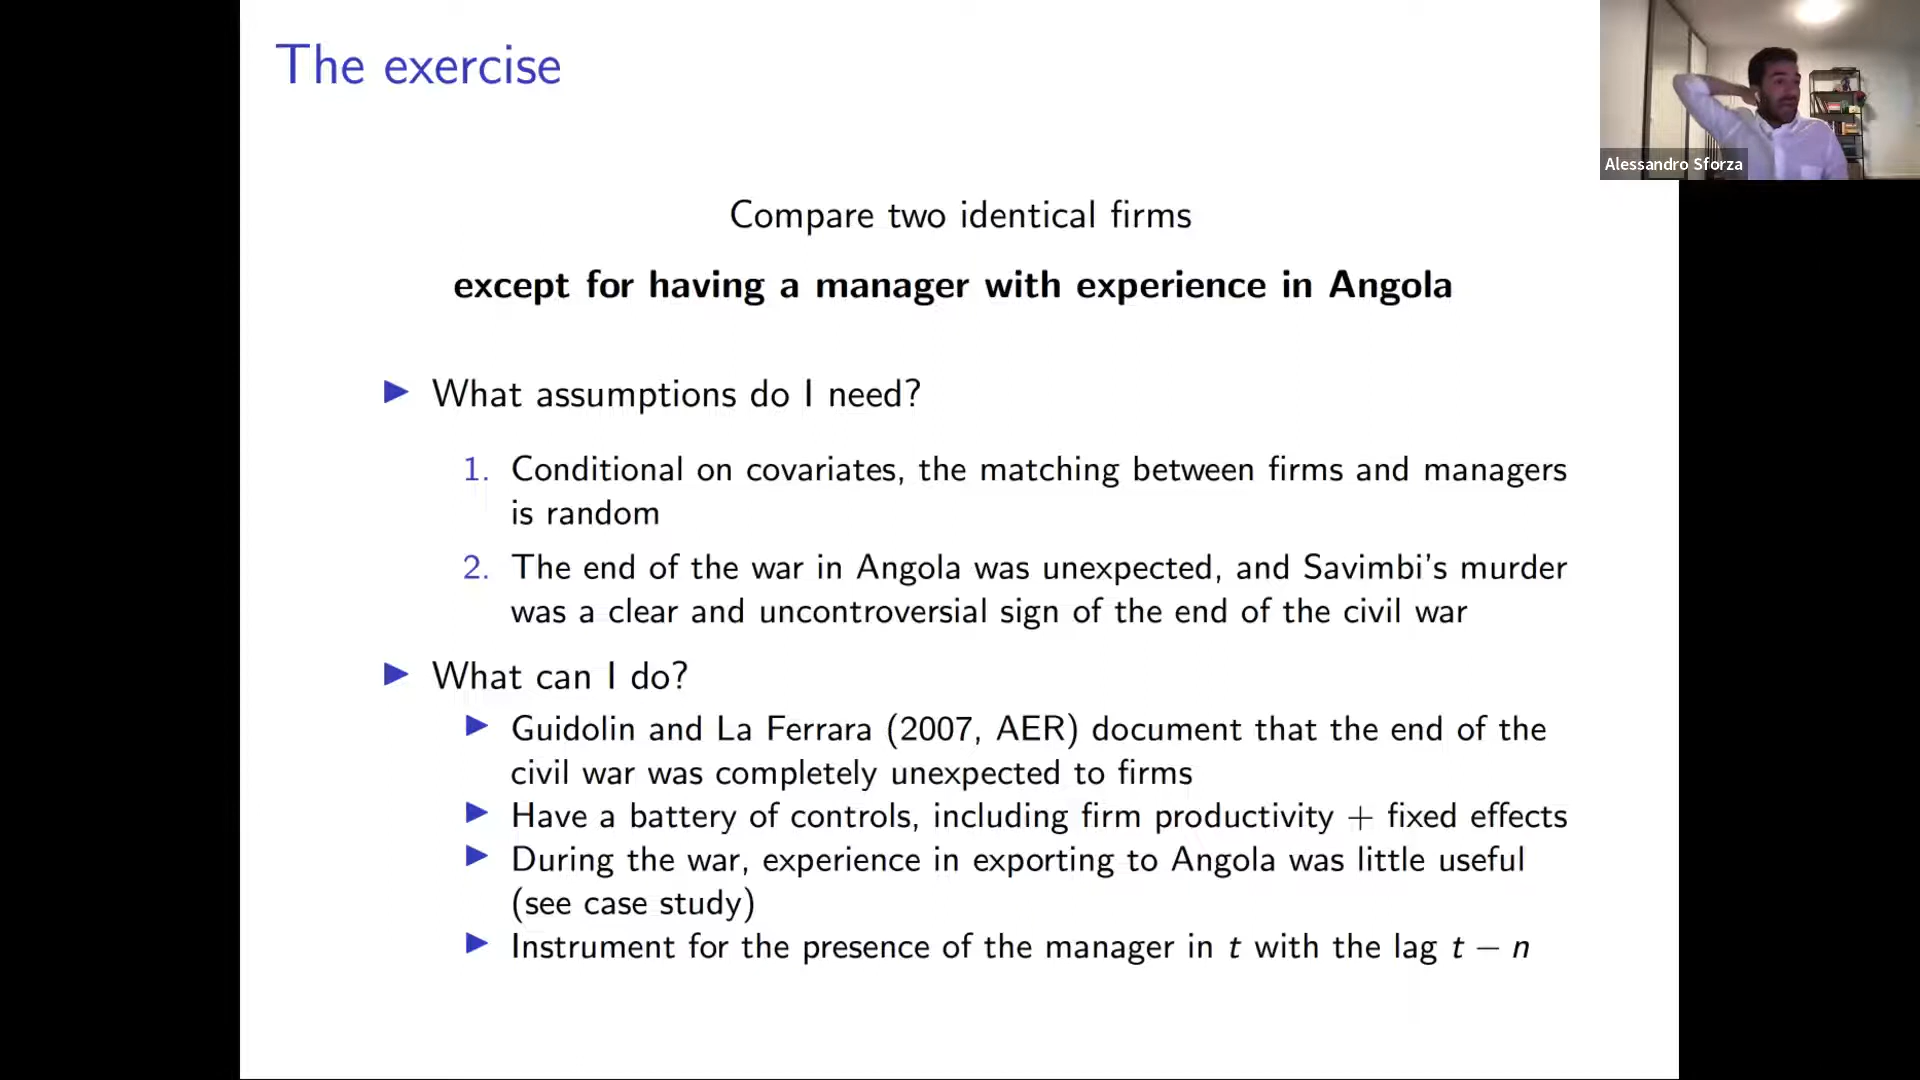 The exercise
Alessandro Sforza
Compare two identical firms
except for having a manager with experience in Angola
▶ What assumptions do I need?
1. Conditional on covariates, the matching between firms and managers
is random
2. The end of the war in Angola was unexpected, and Savimbi's murder
was a clear and uncontroversial sign of the end of the civil war
▶ What can I do?
▶ Guidolin and La Ferrara (2007, AER) document that the end of the
civil war was completely unexpected to firms
▶ Have a battery of controls, including firm productivity + fixed effects
▶ During the war, experience in exporting to Angola was little useful
(see case study)
▶ Instrument for the presence of the manager in t with the lag t − n